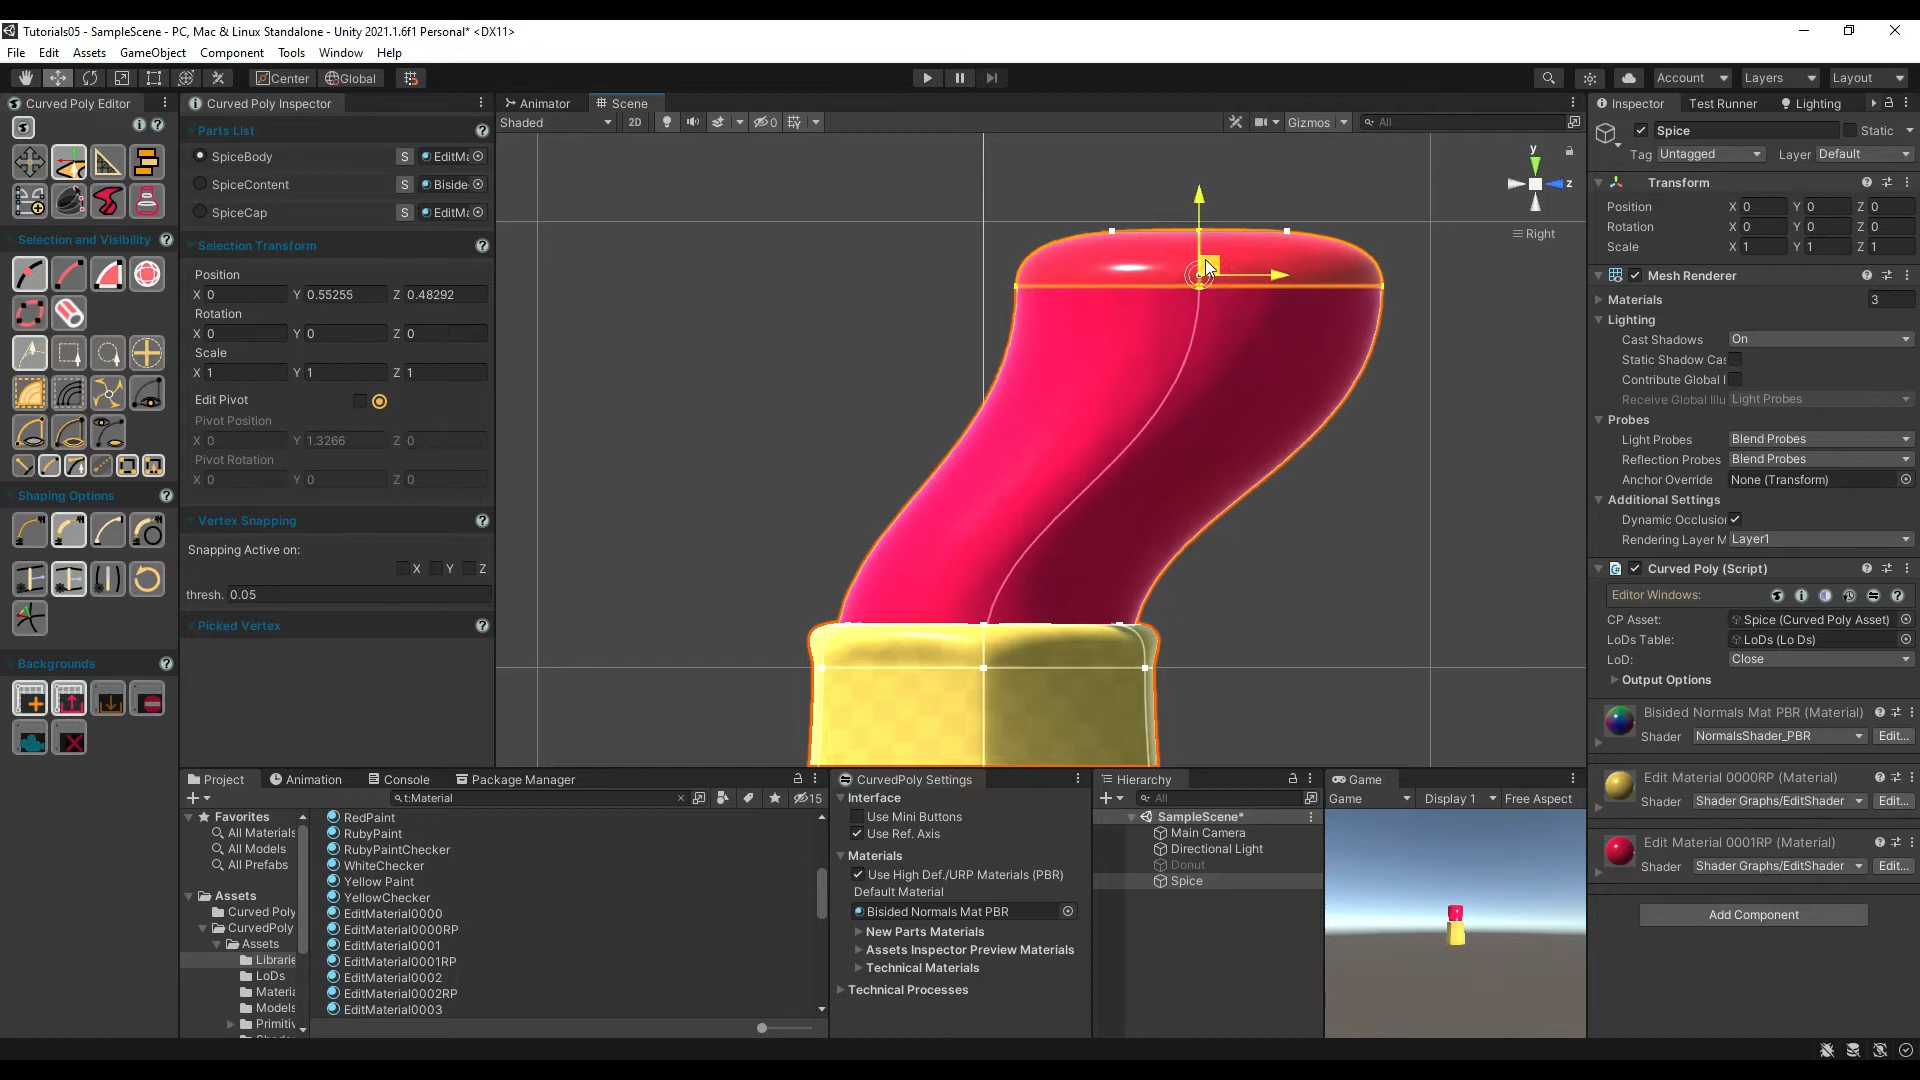 Tutorials05 - SampleScene - PC, Mac & Linux Standalone - Unity 2021.1.6f1 Personal* <DX11>
File Edit Assets GameObject Component Tools Window Help
Center Global Account Layers Layout
Curved Poly Editor
Selection and Visibility
Shaping Options
Backgrounds
Curved Poly Inspector
Parts List
SpiceBody S EditMa
SpiceContent S Biside
SpiceCap S EditMa
Selection Transform
Position
X 0 Y 0.55255 Z 0.48292
Rotation
X 0 Y 0 Z 0
Scale
X 1 Y 1 Z 1
Edit Pivot
Pivot Position
X 0 Y 1.3266 Z 0
Pivot Rotation
X 0 Y 0 Z 0
Vertex Snapping
Snapping Active on:
X Y Z
thresh. 0.05
Picked Vertex
Animator Scene
Shaded 2D 0 Gizmos All
y
z
Right
Inspector Test Runner Lighting
Spice Static
Tag Untagged Layer Default
Transform
Position X 0 Y 0 Z 0
Rotation X 0 Y 0 Z 0
Scale X 1 Y 1 Z 1
Mesh Renderer
Materials 3
Lighting
Cast Shadows On
Static Shadow Cas
Contribute Global I
Receive Global Illu Light Probes
Probes
Light Probes Blend Probes
Reflection Probes Blend Probes
Anchor Override None (Transform)
Additional Settings
Dynamic Occlusion
Rendering Layer M Layer1
Curved Poly (Script)
Editor Windows:
CP Asset: Spice (Curved Poly Asset)
LoDs Table: LoDs (Lo Ds)
LoD: Close
Output Options
Bisided Normals Mat PBR (Material)
Shader NormalsShader_PBR Edit...
Edit Material 0000RP (Material)
Shader Shader Graphs/EditShader Edit...
Edit Material 0001RP (Material)
Shader Shader Graphs/EditShader Edit...
Add Component
Project Animation Console Package Manager
t:Material 15
Favorites
All Materials
All Models
All Prefabs
Assets
Curved Poly
CurvedPoly
Assets
Librarie
LoDs
Materia
Models
Primitiv
RedPaint
RubyPaint
RubyPaintChecker
WhiteChecker
Yellow Paint
YellowChecker
EditMaterial0000
EditMaterial0000RP
EditMaterial0001
EditMaterial0001RP
EditMaterial0002
EditMaterial0002RP
EditMaterial0003
CurvedPoly Settings
Interface
Use Mini Buttons
Use Ref. Axis
Materials
Use High Def./URP Materials (PBR)
Default Material
Bisided Normals Mat PBR
New Parts Materials
Assets Inspector Preview Materials
Technical Materials
Technical Processes
Hierarchy
All
SampleScene*
Main Camera
Directional Light
Donut
Spice
Game
Game Display 1 Free Aspect